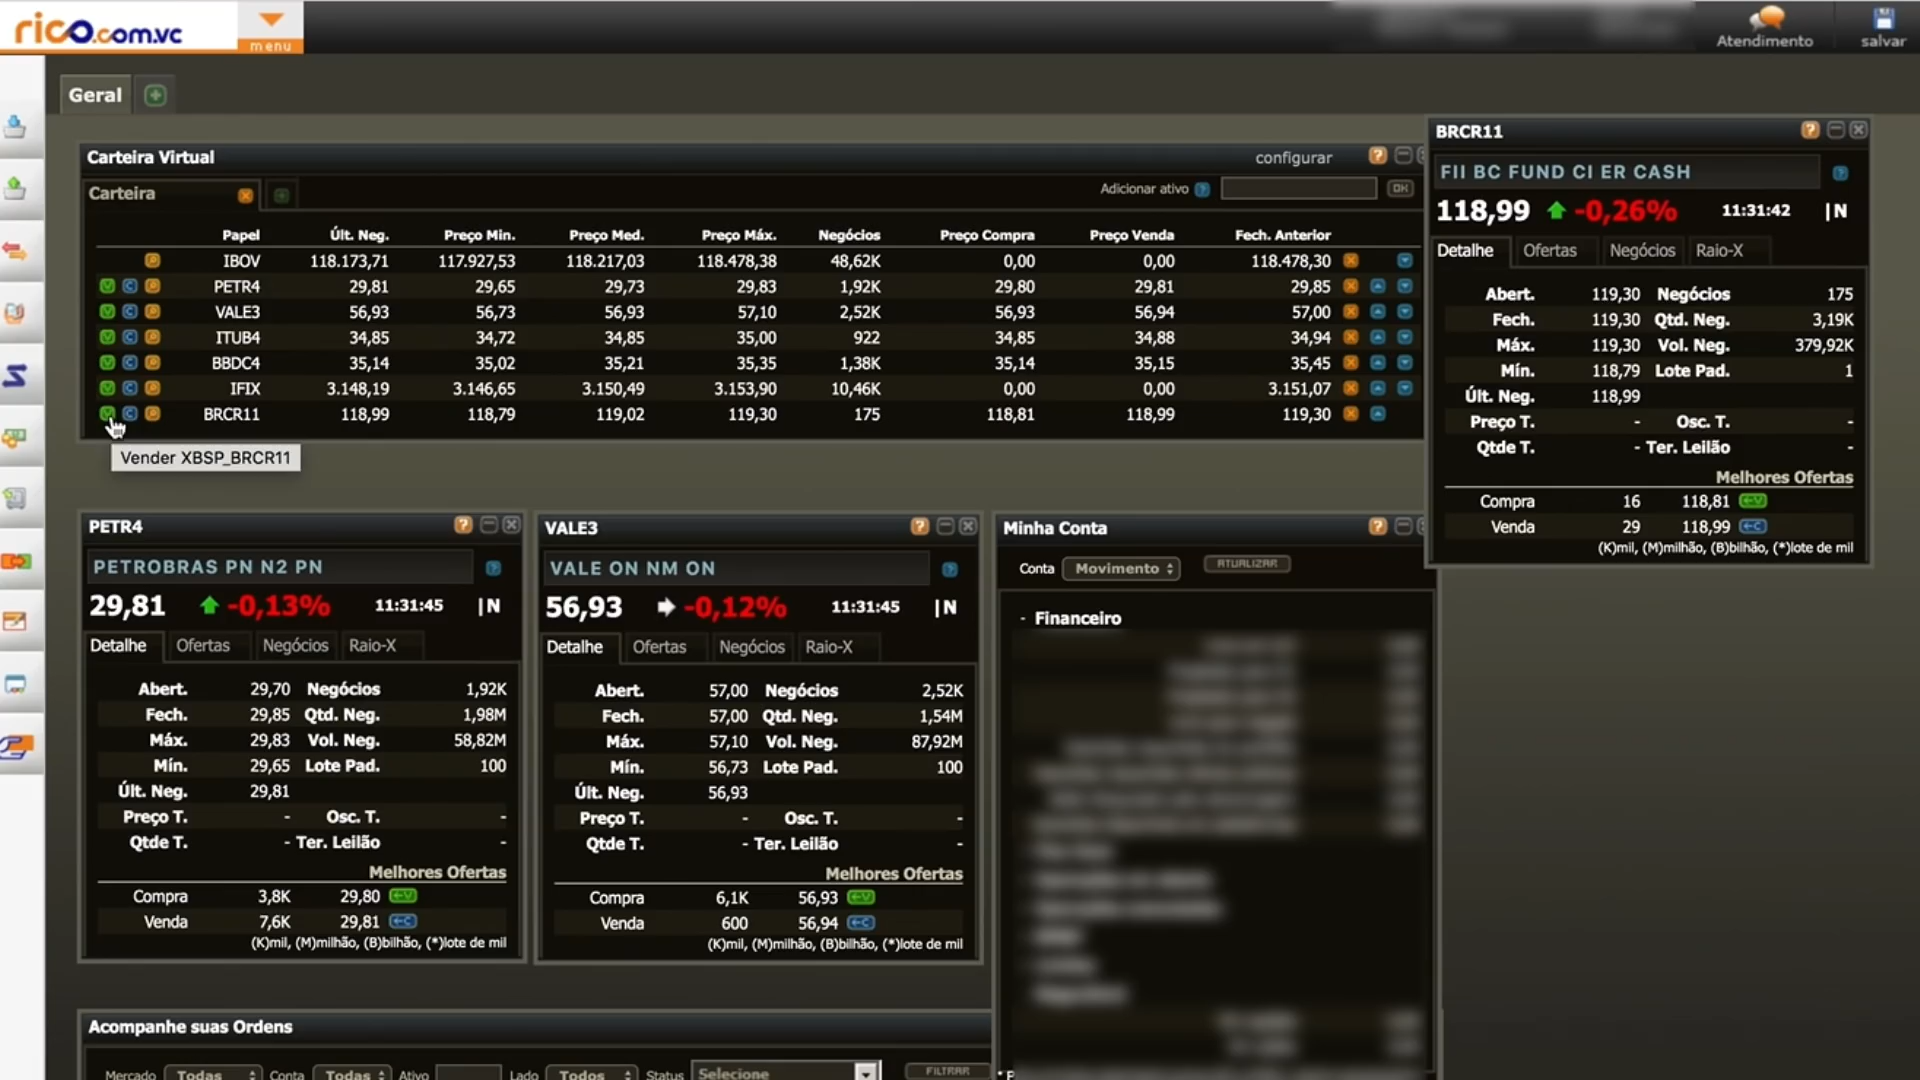 rico.com.vc
menu
Atendimento
salvar
Geral
Carteira Virtual
configurar
Carteira
Adicionar ativo
OK
Papel Últ. Neg. Preço Min. Preço Med. Preço Máx. Negócios Preço Compra Preço Venda Fech. Anterior
IBOV 118.173,71 117.927,53 118.217,03 118.478,38 48,62K 0,00 0,00 118.478,30
V C PETR4 29,81 29,65 29,73 29,83 1,92K 29,80 29,81 29,85
V C VALE3 56,93 56,73 56,93 57,10 2,52K 56,93 56,94 57,00
V C ITUB4 34,85 34,72 34,85 35,00 922 34,85 34,88 34,94
V C BBDC4 35,14 35,02 35,21 35,35 1,38K 35,14 35,15 35,45
V C IFIX 3.148,19 3.146,65 3.150,49 3.153,90 10,46K 0,00 0,00 3.151,07
V C BRCR11 118,99 118,79 119,02 119,30 175 118,81 118,99 119,30
Vender XBSP_BRCR11
BRCR11
FII BC FUND CI ER CASH
118,99 -0,26% 11:31:42 |N
Detalhe Ofertas Negócios Raio-X
Abert. 119,30 Negócios 175
Fech. 119,30 Qtd. Neg. 3,19K
Máx. 119,30 Vol. Neg. 379,92K
Mín. 118,79 Lote Pad. 1
Últ. Neg. 118,99
Preço T. - Osc. T. -
Qtde T. - Ter. Leilão -
Melhores Ofertas
Compra 16 118,81 V
Venda 29 118,99 C
(K)mil, (M)milhão, (B)bilhão, (*)lote de mil
PETR4
PETROBRAS PN N2 PN
29,81 -0,13% 11:31:45 |N
Detalhe Ofertas Negócios Raio-X
Abert. 29,70 Negócios 1,92K
Fech. 29,85 Qtd. Neg. 1,98M
Máx. 29,83 Vol. Neg. 58,82M
Mín. 29,65 Lote Pad. 100
Últ. Neg. 29,81
Preço T. - Osc. T. -
Qtde T. - Ter. Leilão -
Melhores Ofertas
Compra 3,8K 29,80 V
Venda 7,6K 29,81 C
(K)mil, (M)milhão, (B)bilhão, (*)lote de mil
VALE3
VALE ON NM ON
56,93 -0,12% 11:31:45 |N
Detalhe Ofertas Negócios Raio-X
Abert. 57,00 Negócios 2,52K
Fech. 57,00 Qtd. Neg. 1,54M
Máx. 57,10 Vol. Neg. 87,92M
Mín. 56,73 Lote Pad. 100
Últ. Neg. 56,93
Preço T. - Osc. T. -
Qtde T. - Ter. Leilão -
Melhores Ofertas
Compra 6,1K 56,93 V
Venda 600 56,94 C
(K)mil, (M)milhão, (B)bilhão, (*)lote de mil
Minha Conta
Conta Movimento ATUALIZAR
- Financeiro
Acompanhe suas Ordens
Mercado Todas Conta Todas Ativo Lado Todos Status Selecione FILTRAR